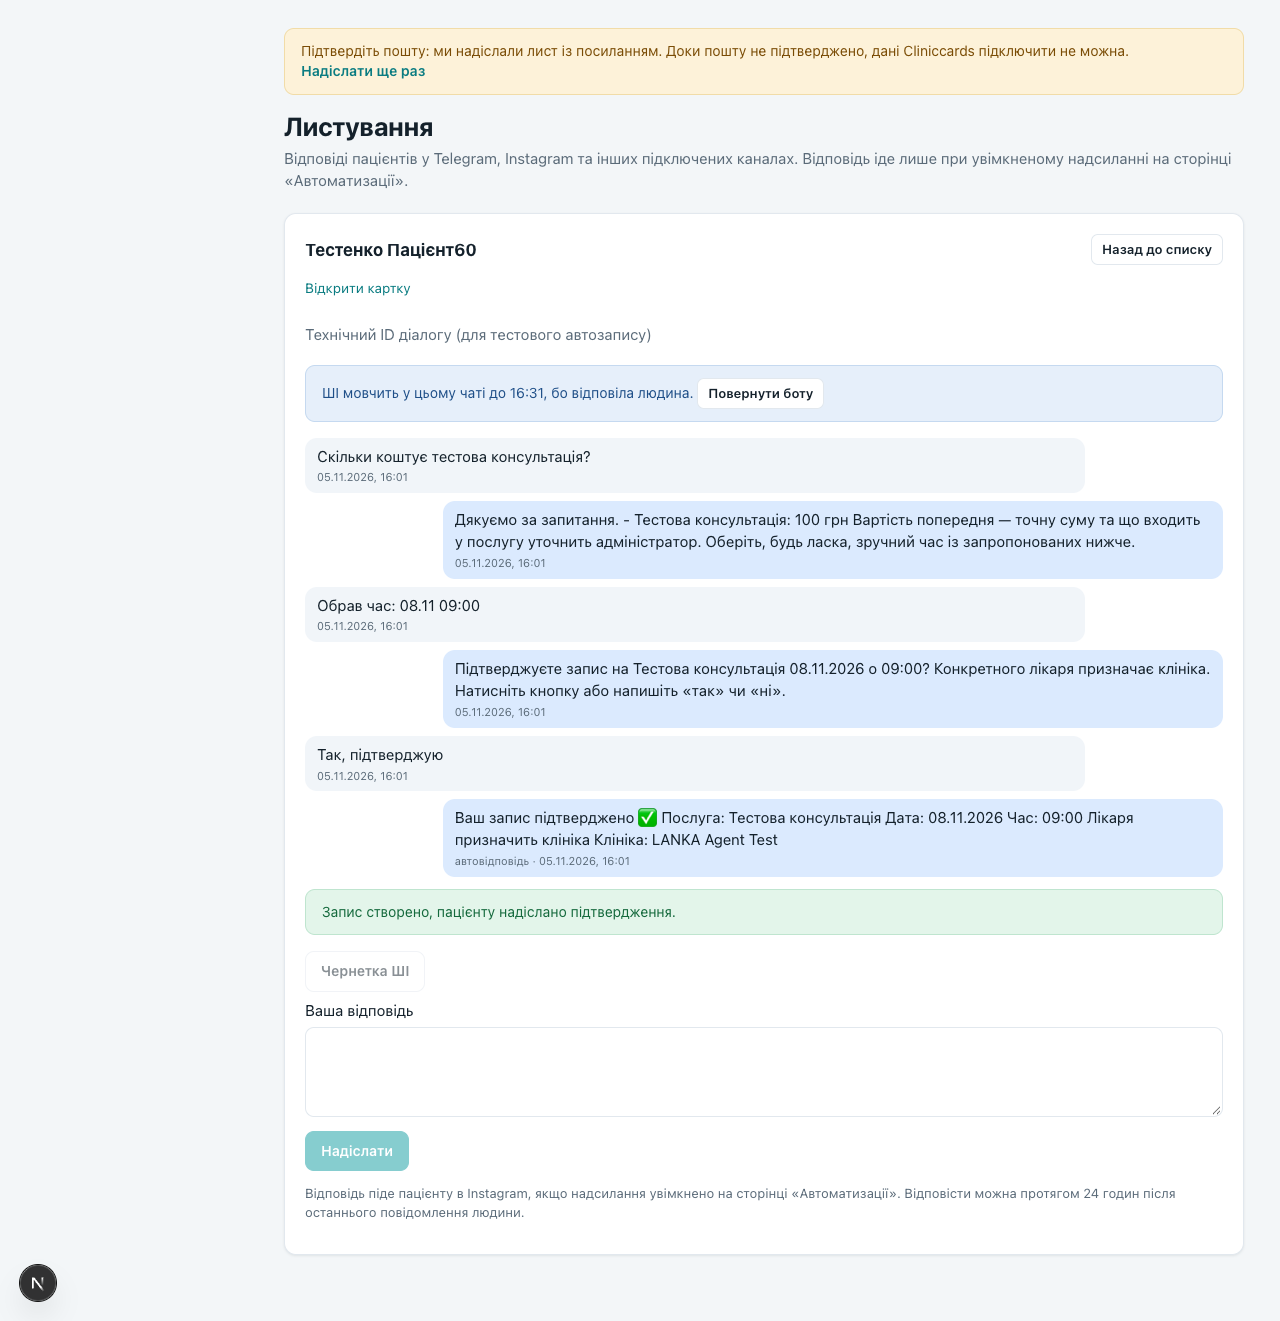 Підтвердіть пошту: ми надіслали лист із посиланням. Доки пошту не підтверджено, дані Cliniccards підключити не можна.
Надіслати ще раз
Листування
Відповіді пацієнтів у Telegram, Instagram та інших підключених каналах. Відповідь іде лише при увімкненому надсиланні на сторінці
«Автоматизації».
Тестенко Пацієнт60
Назад до списку
Відкрити картку
Технічний ID діалогу (для тестового автозапису)
ШІ мовчить у цьому чаті до 16:31, бо відповіла людина.
Повернути боту
Скільки коштує тестова консультація?
05.11.2026, 16:01
Дякуємо за запитання. - Тестова консультація: 100 грн Вартість попередня — точну суму та що входить
у послугу уточнить адміністратор. Оберіть, будь ласка, зручний час із запропонованих нижче.
05.11.2026, 16:01
Обрав час: 08.11 09:00
05.11.2026, 16:01
Підтверджуєте запис на Тестова консультація 08.11.2026 о 09:00? Конкретного лікаря призначає клініка.
Натисніть кнопку або напишіть «так» чи «ні».
05.11.2026, 16:01
Так, підтверджую
05.11.2026, 16:01
Ваш запис підтверджено ✅ Послуга: Тестова консультація Дата: 08.11.2026 Час: 09:00 Лікаря
призначить клініка Клініка: LANKA Agent Test
автовідповідь · 05.11.2026, 16:01
Запис створено, пацієнту надіслано підтвердження.
Чернетка ШІ
Ваша відповідь
Надіслати
Відповідь піде пацієнту в Instagram, якщо надсилання увімкнено на сторінці «Автоматизації». Відповісти можна протягом 24 годин після
останнього повідомлення людини.
N